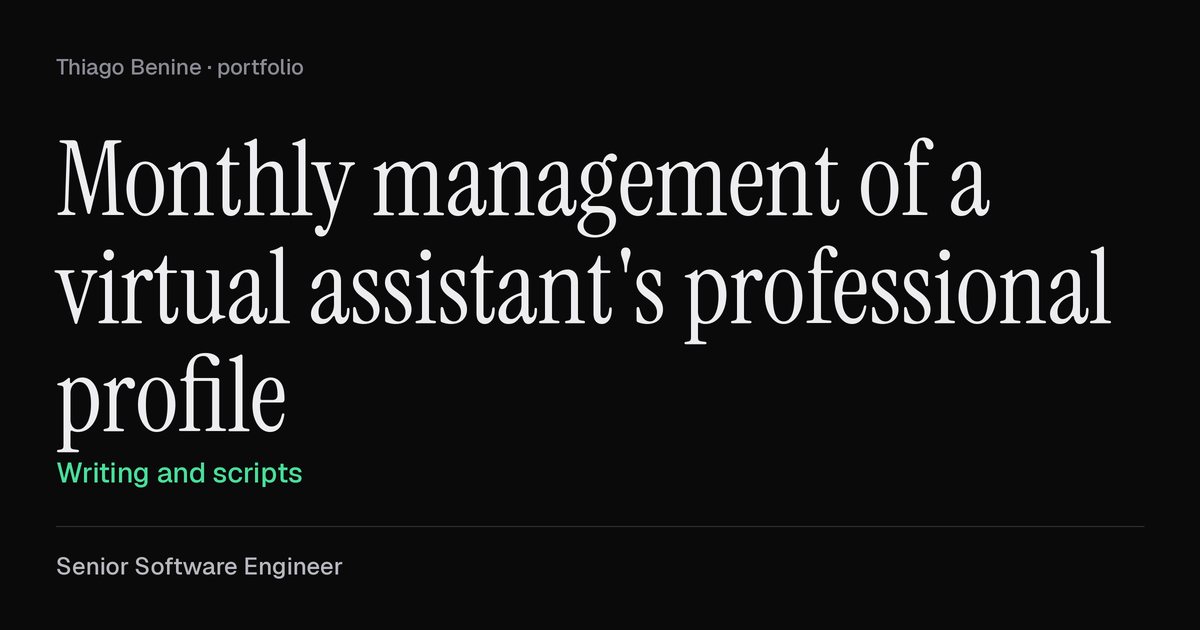 Thiago Benine · portfolio
Monthly management of a
virtual assistant's professional
profile
Writing and scripts
Senior Software Engineer